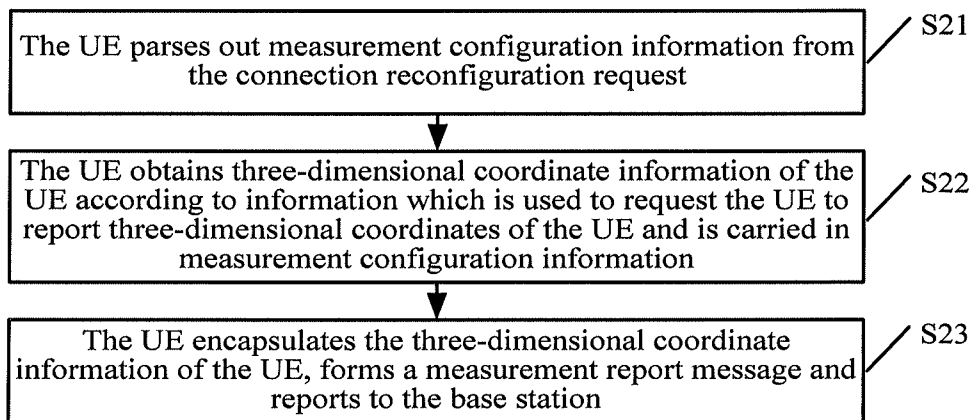 The UE parses out measurement configuration information from
the connection reconfiguration request
S21
The UE obtains three-dimensional coordinate information of the
UE according to information which is used to request the UE to
report three-dimensional coordinates of the UE and is carried in
measurement configuration information
S22
The UE encapsulates the three-dimensional coordinate
information of the UE, forms a measurement report message and
reports to the base station
S23